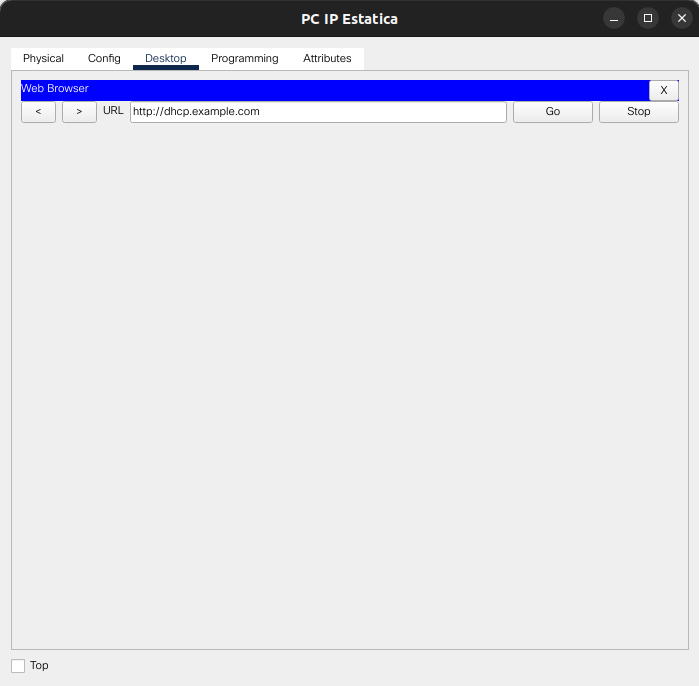 PC IP Estatica
Physical Config Desktop Programming Attributes
Web Browser X
< > URL http://dhcp.example.com Go Stop
Top